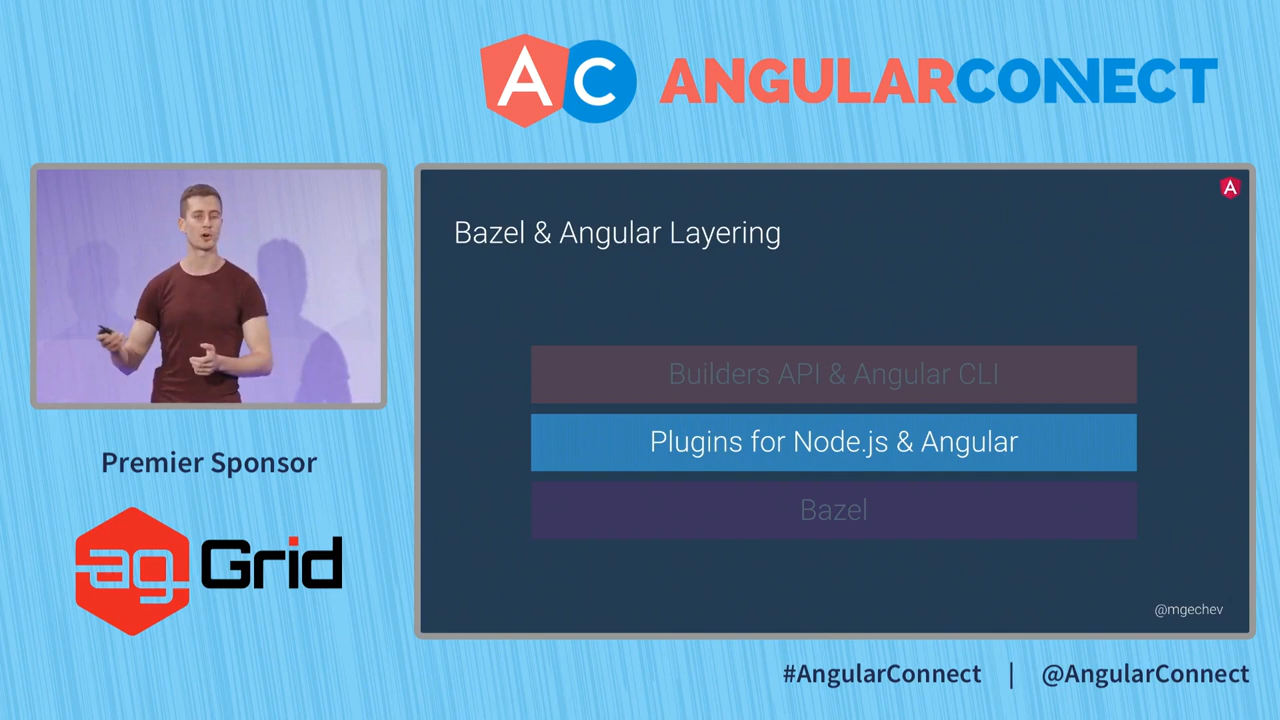 AC ANGULARCONNECT
A
Bazel & Angular Layering
Builders API & Angular CLI
Plugins for Node.js & Angular
Bazel
@mgechev
Premier Sponsor
ag Grid
#AngularConnect | @AngularConnect